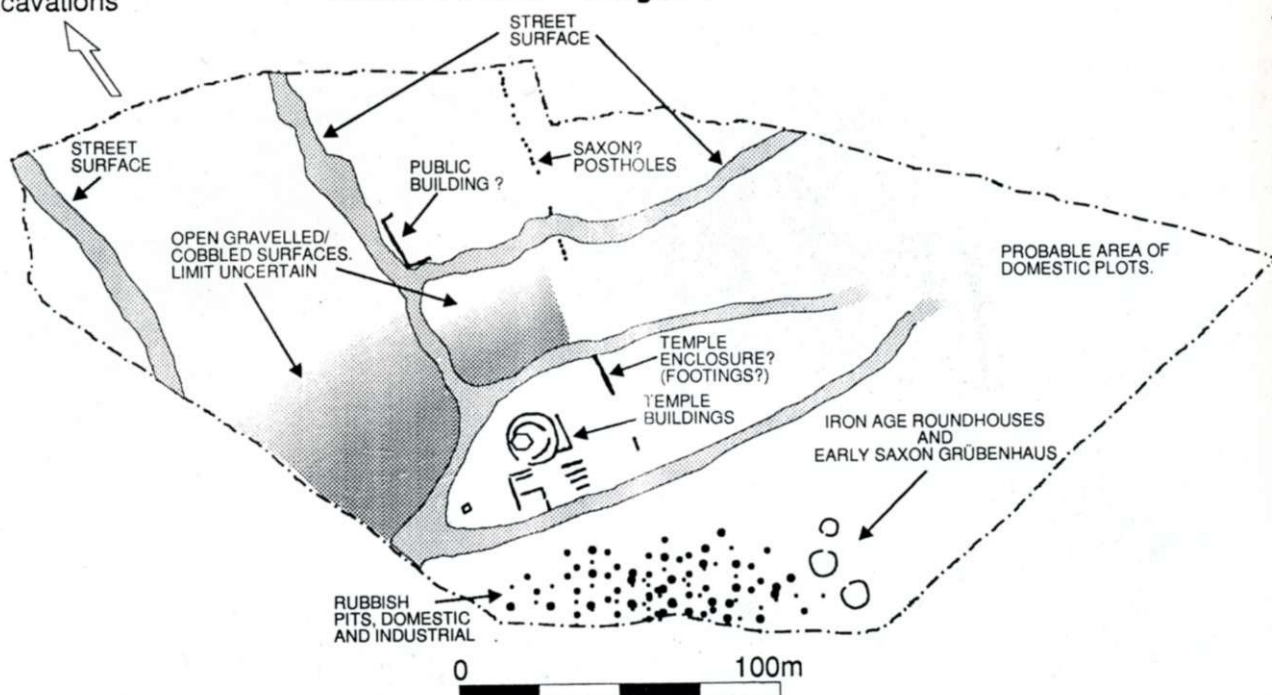 cavations
STREET
SURFACE
STREET
SURFACE
SAXON?
POSTHOLES
PUBLIC
BUILDING ?
OPEN GRAVELLED/
COBBLED SURFACES.
LIMIT UNCERTAIN
PROBABLE AREA OF
DOMESTIC PLOTS.
TEMPLE
ENCLOSURE?
(FOOTINGS?)
TEMPLE
BUILDINGS
IRON AGE ROUNDHOUSES
AND
EARLY SAXON GRÜBENHAUS
RUBBISH
PITS, DOMESTIC
AND INDUSTRIAL
0 100m